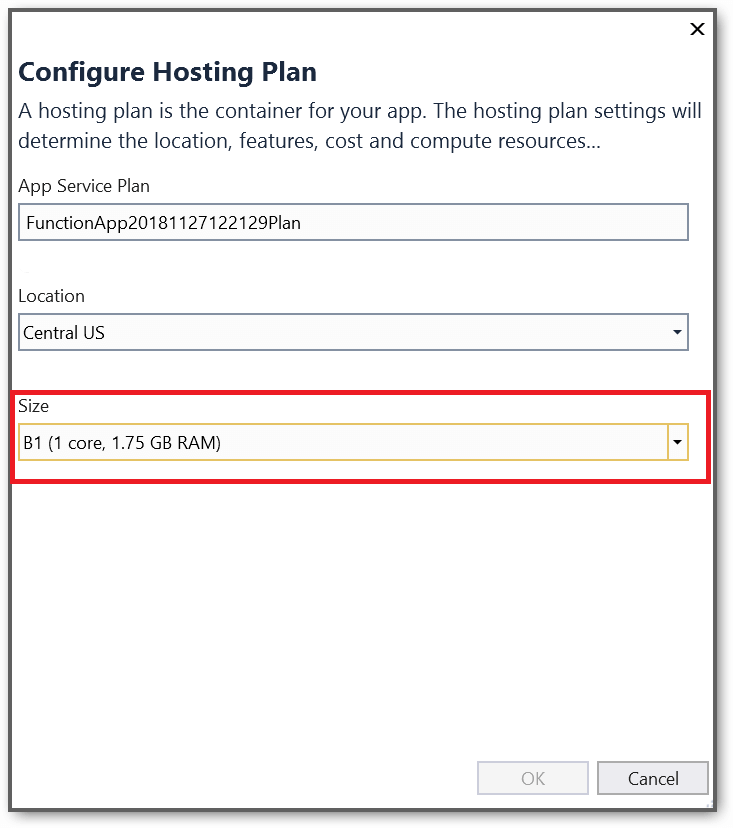 Configure Hosting Plan
A hosting plan is the container for your app. The hosting plan settings will
determine the location, features, cost and compute resources...
App Service Plan
FunctionApp20181127122129Plan
Location
Central US
Size
B1 (1 core, 1.75 GB RAM)
OK
Cancel